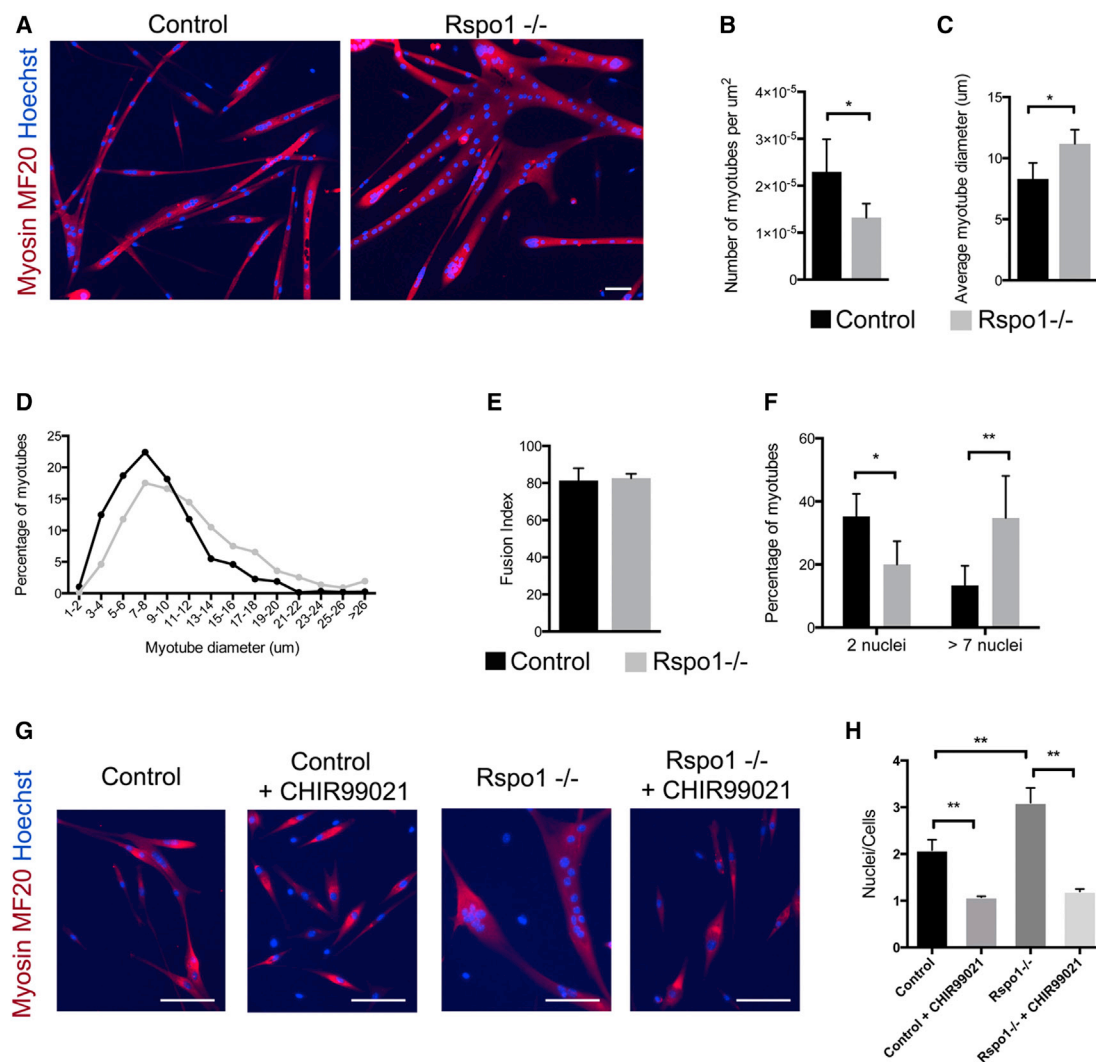 A
Control
Rspo1 -/-
Myosin MF20 Hoechst
B
Number of myotubes per um²
4×10⁻⁵
3×10⁻⁵
2×10⁻⁵
1×10⁻⁵
0
*
C
Average myotube diameter (um)
15
10
5
0
*
Control
Rspo1-/-
D
Percentage of myotubes
25
20
15
10
5
0
1-2
3-4
5-6
7-8
9-10
11-12
13-14
15-16
17-18
19-20
21-22
23-24
25-26
>26
Myotube diameter (um)
E
Fusion Index
100
80
60
40
20
0
Control
Rspo1-/-
F
Percentage of myotubes
60
40
20
0
*
**
2 nuclei
> 7 nuclei
G
Myosin MF20 Hoechst
Control
Control
+ CHIR99021
Rspo1 -/-
Rspo1 -/-
+ CHIR99021
H
Nuclei/Cells
4
3
2
1
0
**
**
**
Control
Control + CHIR99021
Rspo1-/-
Rspo1-/- + CHIR99021